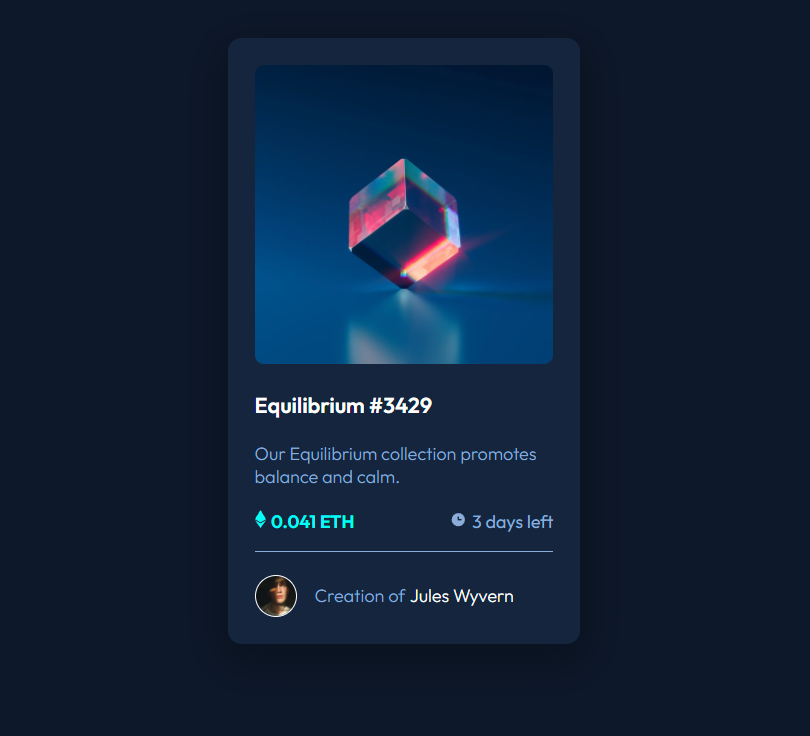 Equilibrium #3429
Our Equilibrium collection promotes
balance and calm.
0.041 ETH
3 days left
Creation of Jules Wyvern